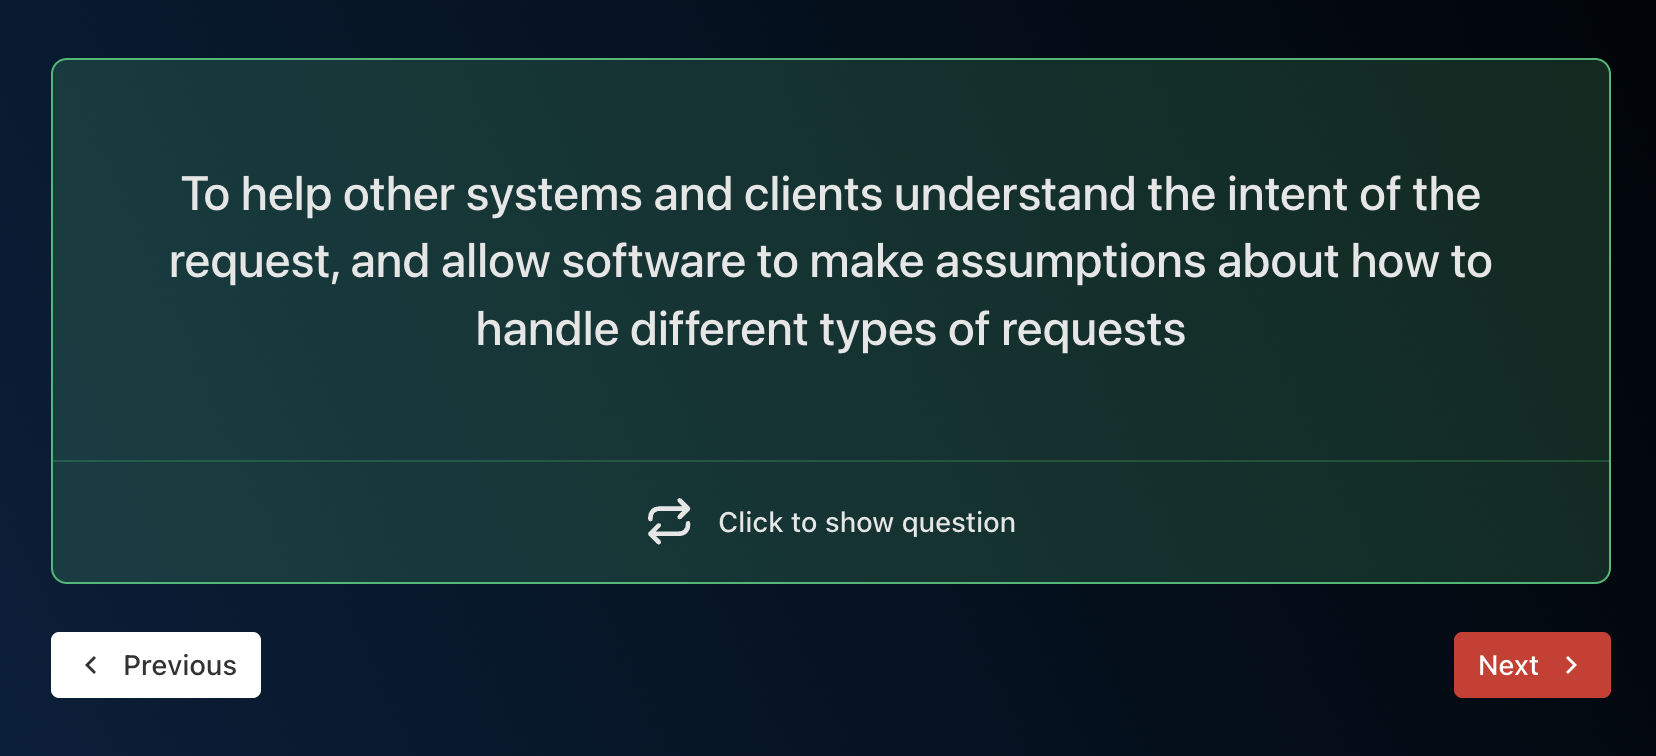 To help other systems and clients understand the intent of the
request, and allow software to make assumptions about how to
handle different types of requests
Click to show question
Previous
Next